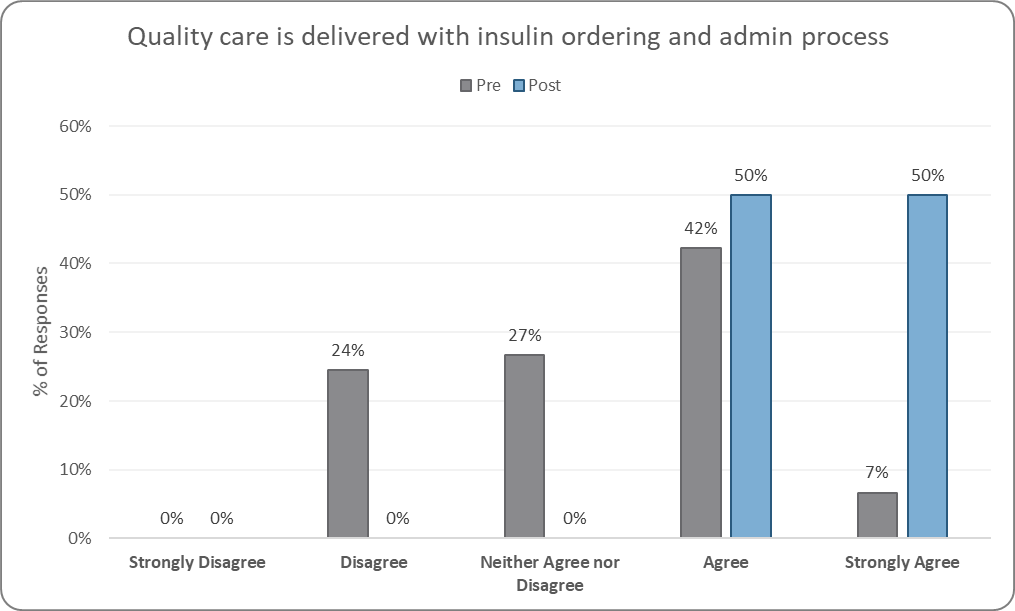 Quality care is delivered with insulin ordering and admin process
Pre Post
60%
50%
40%
30%
20%
10%
0%
% of Responses
0% 0%
24% 0%
27% 0%
42% 50%
7% 50%
Strongly Disagree
Disagree
Neither Agree nor
Disagree
Agree
Strongly Agree